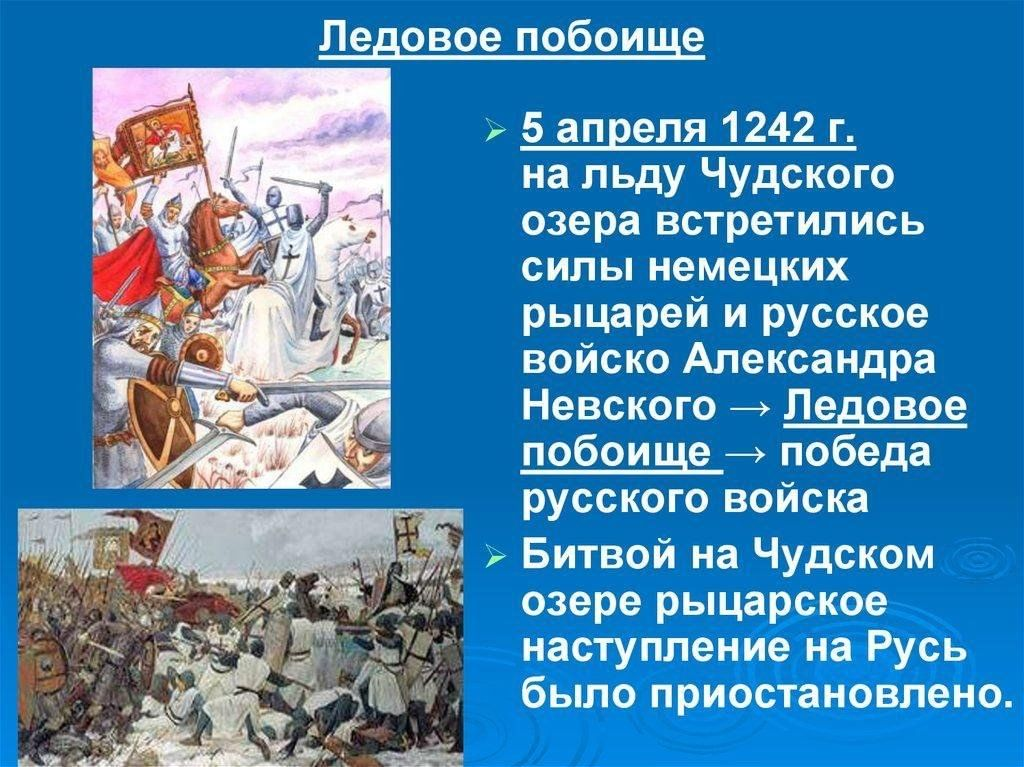 Ледовое побоище
➢ 5 апреля 1242 г.
на льду Чудского
озера встретились
силы немецких
рыцарей и русское
войско Александра
Невского → Ледовое
побоище → победа
русского войска
➢ Битвой на Чудском
озере рыцарское
наступление на Русь
было приостановлено.